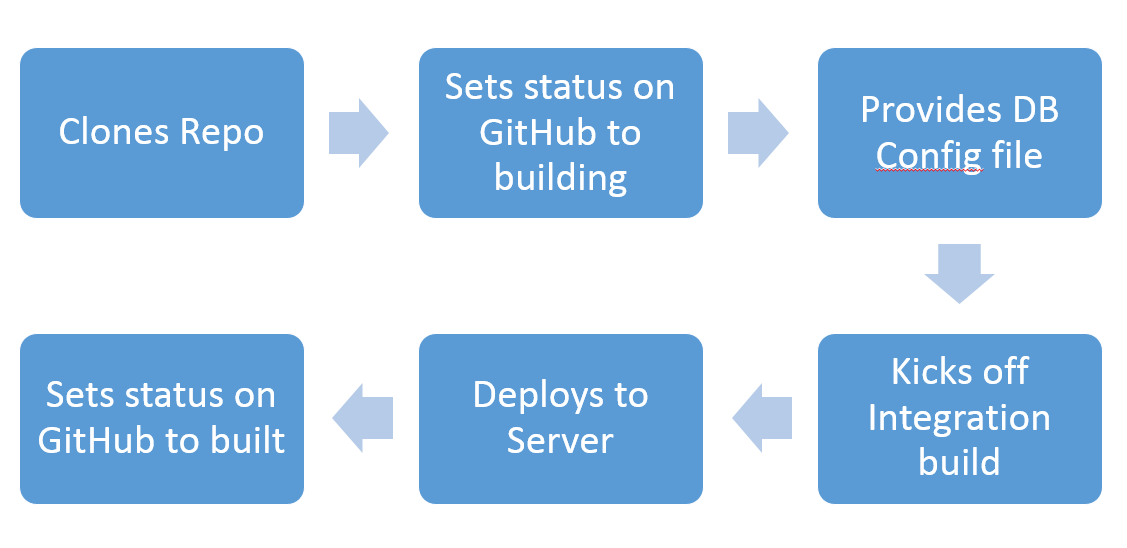 Clones Repo
Sets status on
GitHub to
building
Provides DB
Config file
Kicks off
Integration
build
Deploys to
Server
Sets status on
GitHub to built